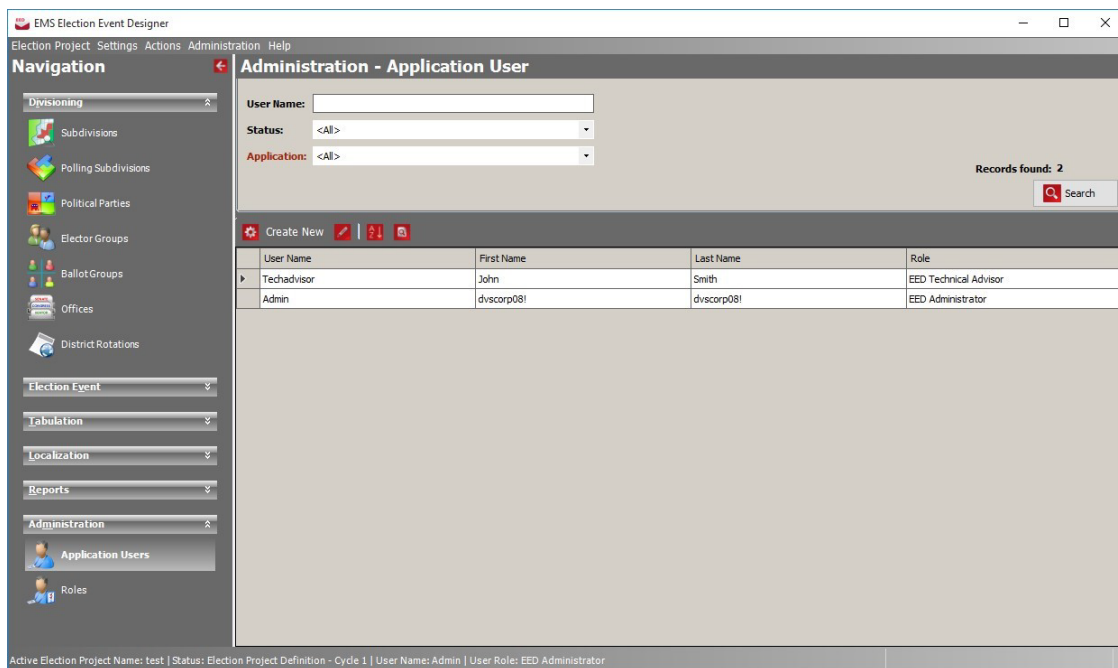 EMS Election Event Designer
Election Project Settings Actions Administration Help
Navigation
Divisioning
Subdivisions
Polling Subdivisions
Political Parties
Elector Groups
Ballot Groups
Offices
District Rotations
Election Event
Tabulation
Localization
Reports
Administration
Application Users
Roles
Administration - Application User
User Name:
Status: <All>
Application: <All>
Records found: 2
Search
Create New
User Name First Name Last Name Role
Techadvisor John Smith EED Technical Advisor
Admin dvscorp08! dvscorp08! EED Administrator
Active Election Project Name: test | Status: Election Project Definition - Cycle 1 | User Name: Admin | User Role: EED Administrator